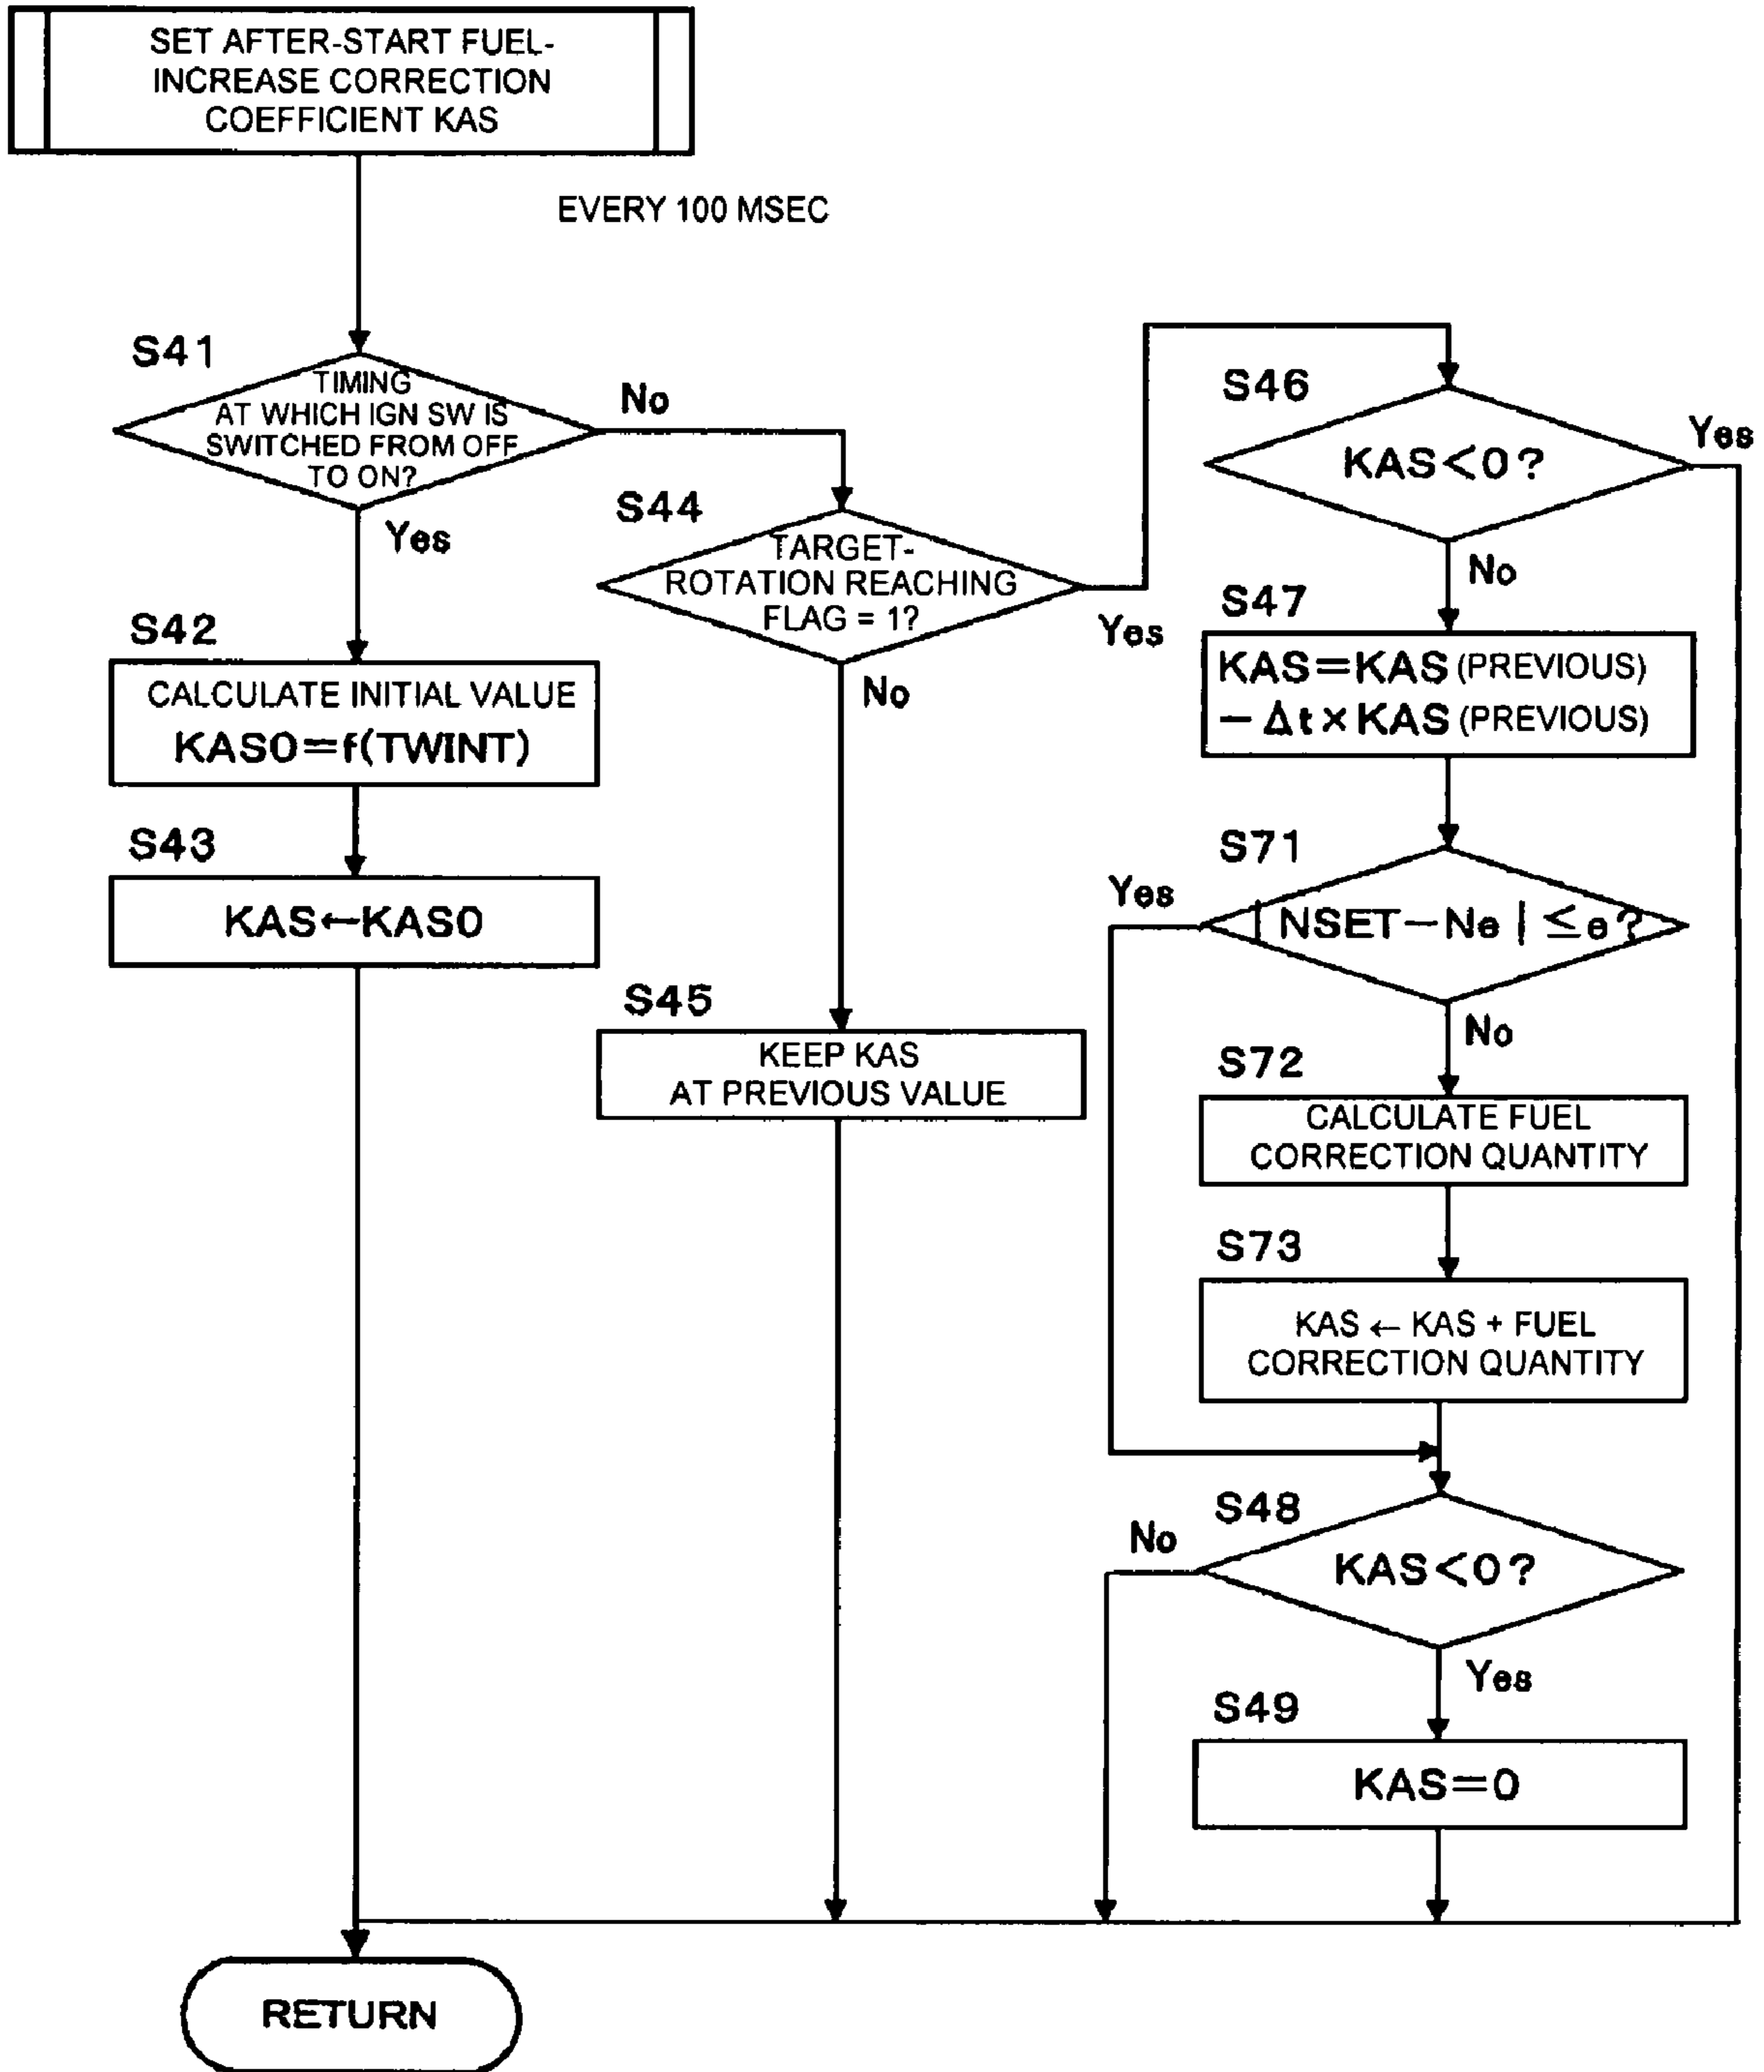 SET AFTER-START FUEL-
INCREASE CORRECTION
COEFFICIENT KAS
EVERY 100 MSEC
S41
TIMING
AT WHICH IGN SW IS
SWITCHED FROM OFF
TO ON?
No
Yes
S42
CALCULATE INITIAL VALUE
KAS0=f(TWINT)
S43
KAS←KAS0
S44
TARGET-
ROTATION REACHING
FLAG = 1?
Yes
No
S45
KEEP KAS
AT PREVIOUS VALUE
S46
KAS<0?
Yes
No
S47
KAS=KAS (PREVIOUS)
−Δt×KAS (PREVIOUS)
S71
Yes
| NSET−Ne | ≤e?
No
S72
CALCULATE FUEL
CORRECTION QUANTITY
S73
KAS ← KAS + FUEL
CORRECTION QUANTITY
S48
No
KAS<0?
Yes
S49
KAS=0
RETURN